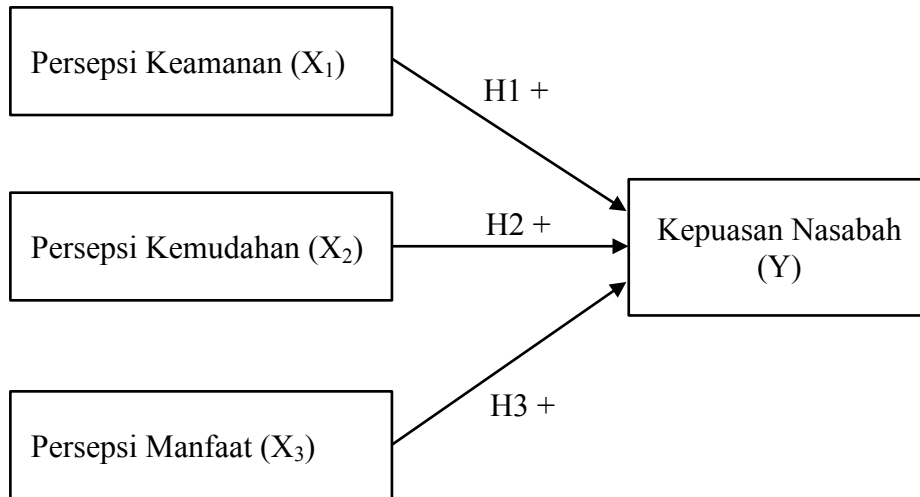 Persepsi Keamanan (X₁)
H1 +
Persepsi Kemudahan (X₂)
H2 +
Kepuasan Nasabah
(Y)
H3 +
Persepsi Manfaat (X₃)